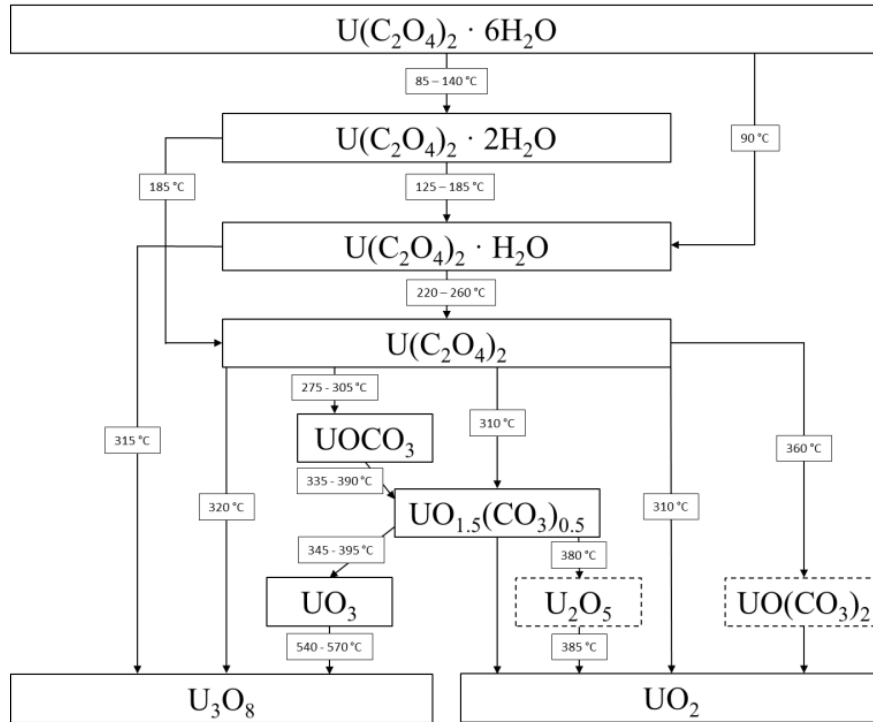 U(C₂O₄)₂ · 6H₂O
85 – 140 °C
U(C₂O₄)₂ · 2H₂O
90 °C
185 °C
125 – 185 °C
U(C₂O₄)₂ · H₂O
220 – 260 °C
U(C₂O₄)₂
275 - 305 °C
310 °C
315 °C
UOCO₃
360 °C
335 - 390 °C
320 °C
UO₁.₅(CO₃)₀.₅
310 °C
345 - 395 °C
380 °C
UO₃
U₂O₅
UO(CO₃)₂
540 - 570 °C
385 °C
U₃O₈
UO₂